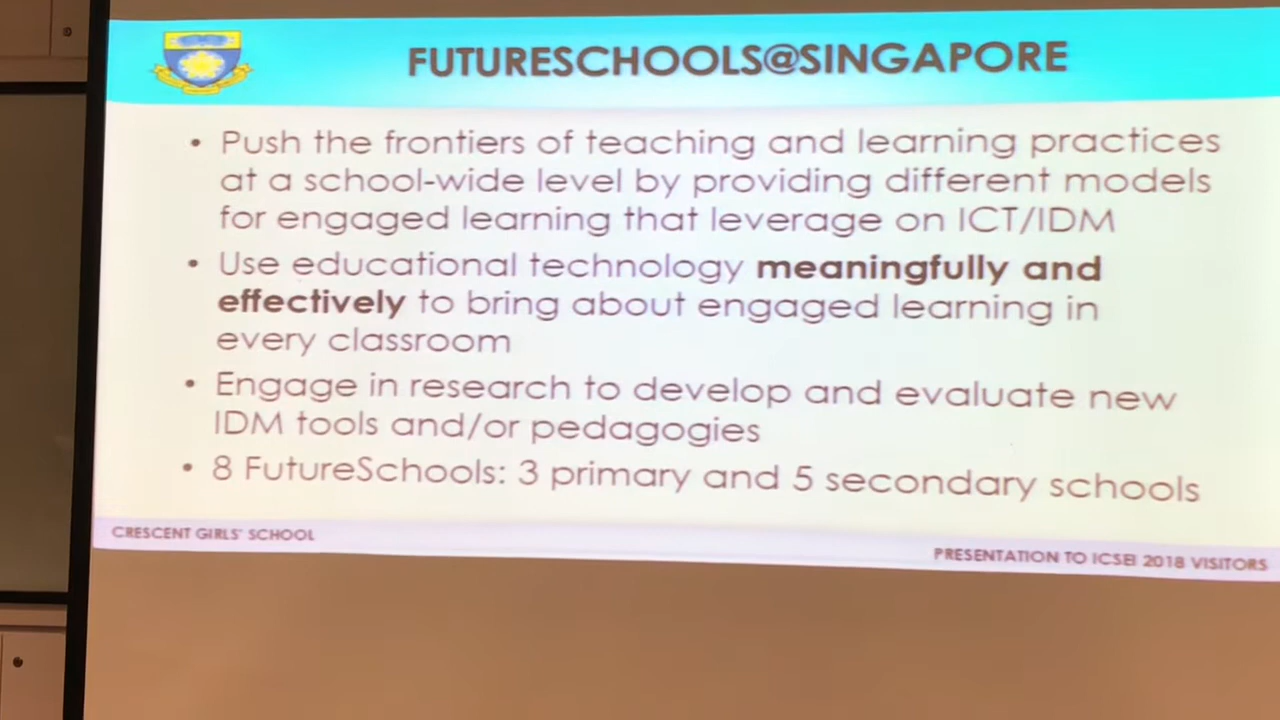 FUTURESCHOOLS@SINGAPORE
• Push the frontiers of teaching and learning practices
at a school-wide level by providing different models
for engaged learning that leverage on ICT/IDM
• Use educational technology meaningfully and
effectively to bring about engaged learning in
every classroom
• Engage in research to develop and evaluate new
IDM tools and/or pedagogies
• 8 FutureSchools: 3 primary and 5 secondary schools
CRESCENT GIRLS' SCHOOL
PRESENTATION TO ICSEI 2018 VISITORS